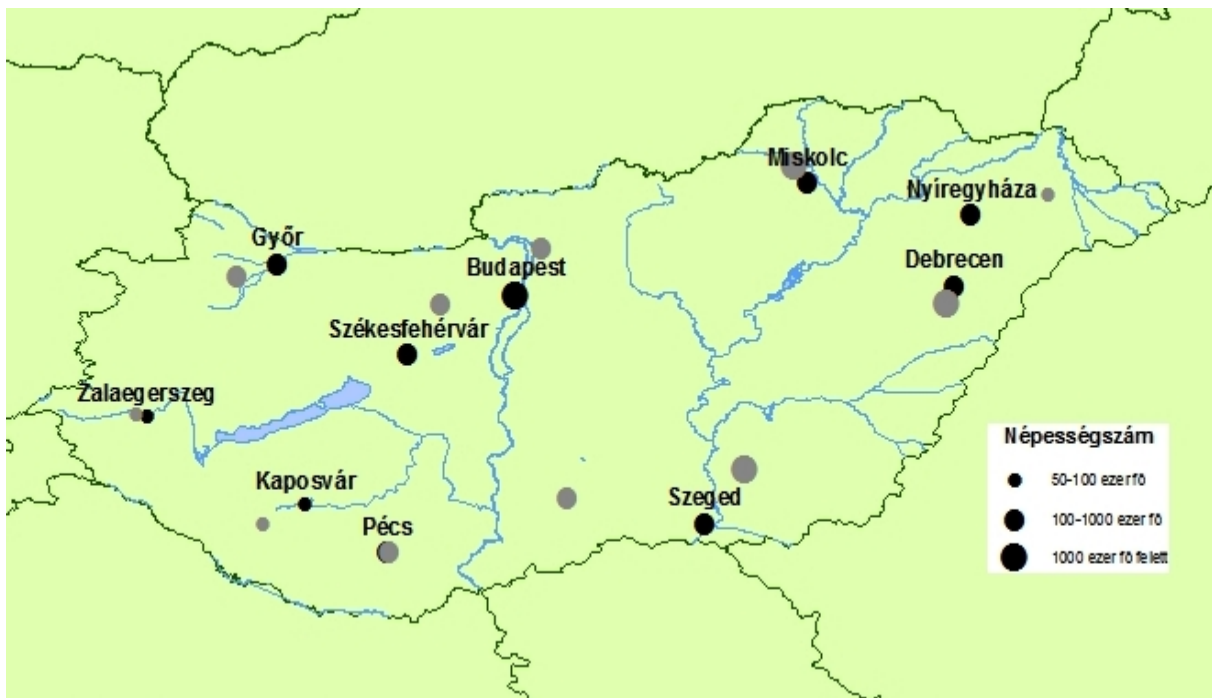 Miskolc
Nyíregyháza
Győr
Budapest
Debrecen
Székesfehérvár
Zalaegerszeg
Kaposvár
Pécs
Szeged
Népességszám
50-100 ezer fő
100-1000 ezer fő
1000 ezer fő felett